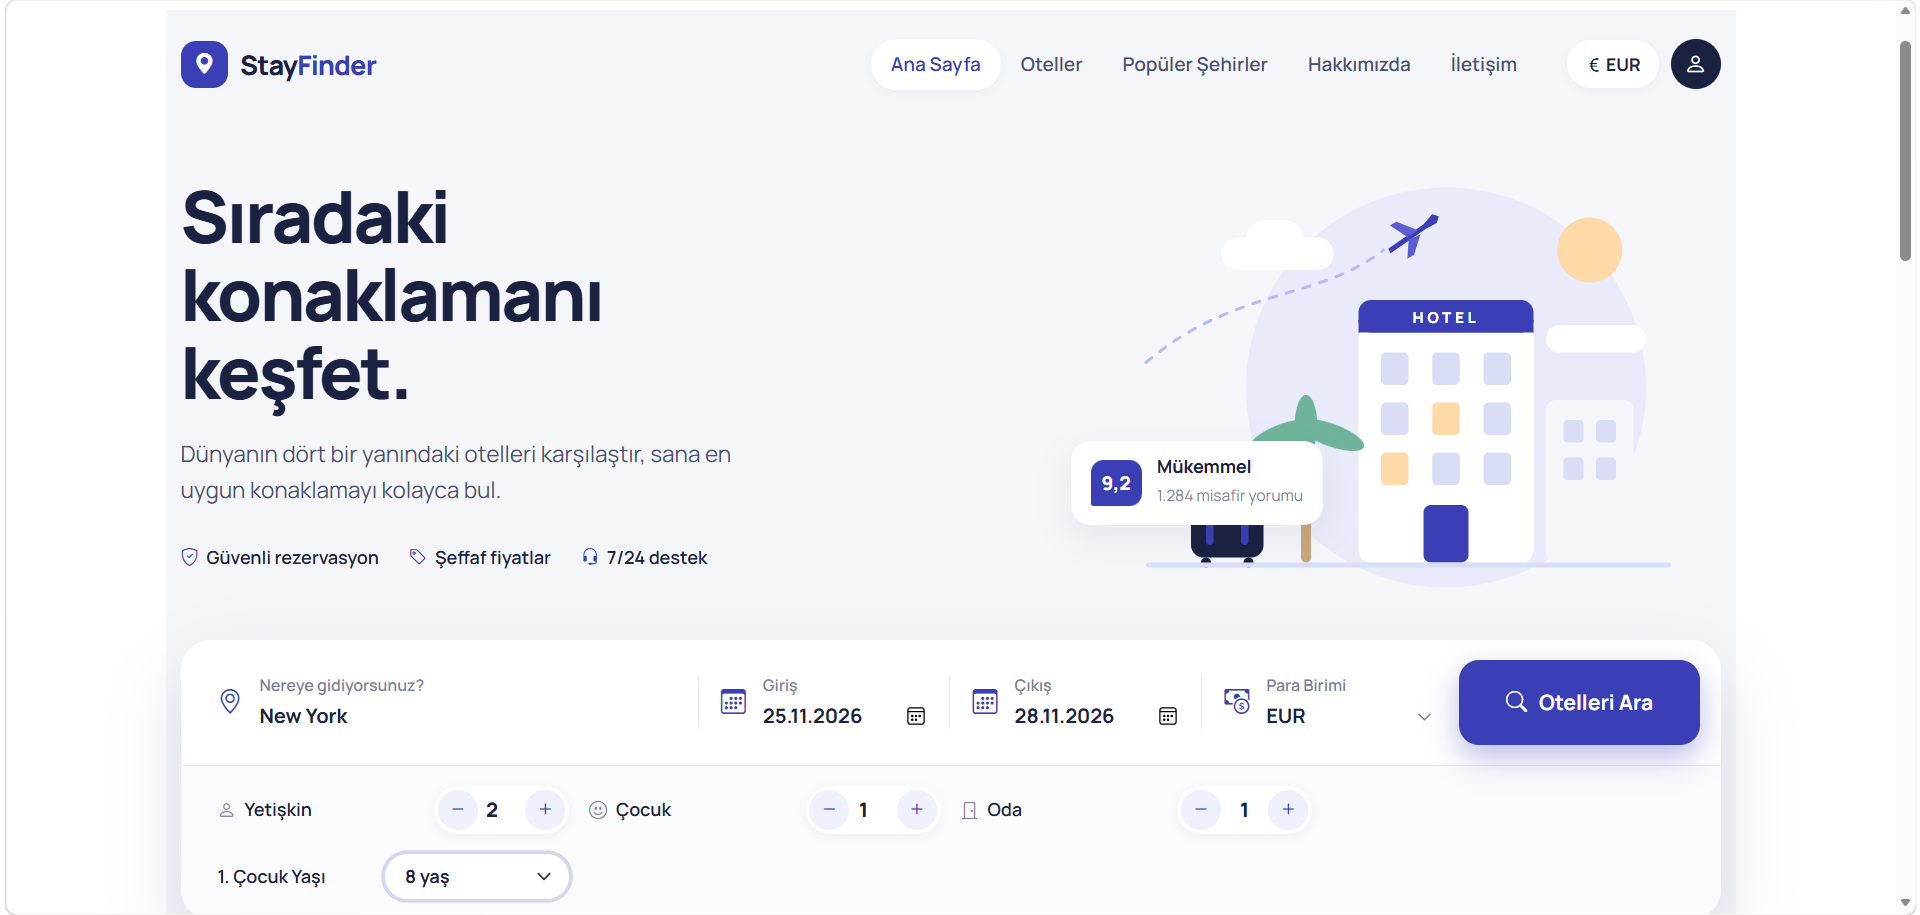 StayFinder
Ana Sayfa
Oteller
Popüler Şehirler
Hakkımızda
İletişim
€ EUR
Sıradaki
konaklamanı
keşfet.
Dünyanın dört bir yanındaki otelleri karşılaştır, sana en
uygun konaklamayı kolayca bul.
Güvenli rezervasyon
Şeffaf fiyatlar
7/24 destek
HOTEL
9,2
Mükemmel
1.284 misafir yorumu
Nereye gidiyorsunuz?
New York
Giriş
25.11.2026
Çıkış
28.11.2026
Para Birimi
EUR
Otelleri Ara
Yetişkin
− 2 +
Çocuk
− 1 +
Oda
− 1 +
1. Çocuk Yaşı
8 yaş